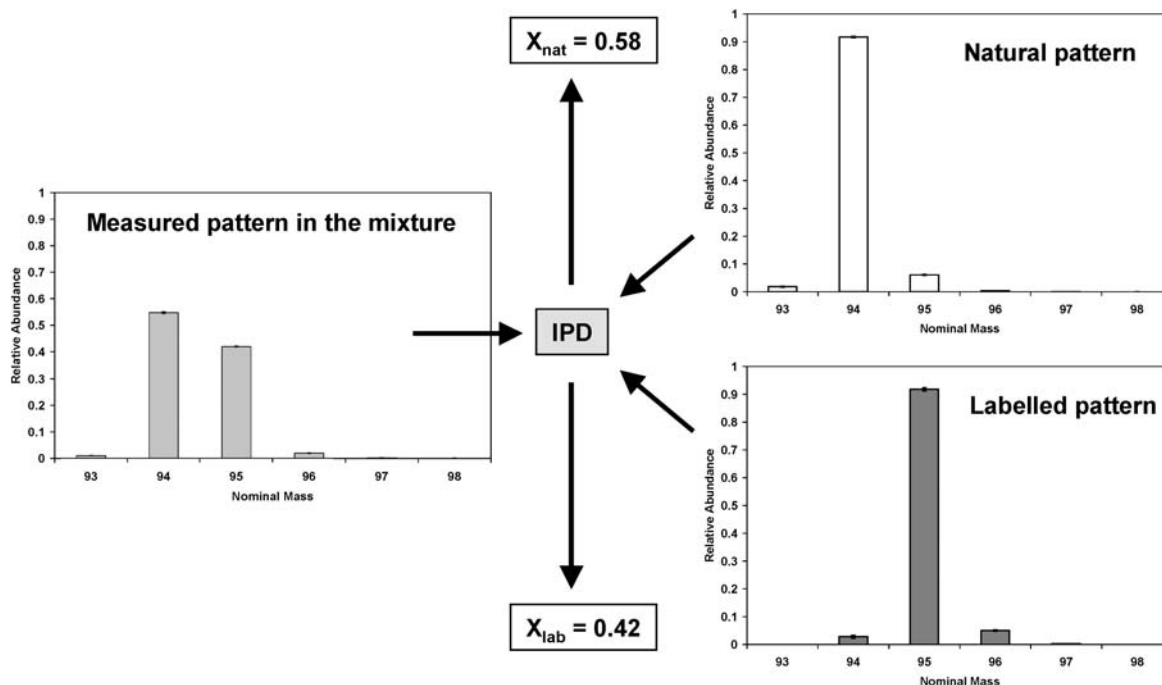 X_nat = 0.58
Measured pattern in the mixture
Relative Abundance
1
0.9
0.8
0.7
0.6
0.5
0.4
0.3
0.2
0.1
0
93 94 95 96 97 98
Nominal Mass
IPD
X_lab = 0.42
Natural pattern
Relative Abundance
1
0.9
0.8
0.7
0.6
0.5
0.4
0.3
0.2
0.1
0
93 94 95 96 97 98
Nominal Mass
Labelled pattern
Relative Abundance
1
0.9
0.8
0.7
0.6
0.5
0.4
0.3
0.2
0.1
0
93 94 95 96 97 98
Nominal Mass